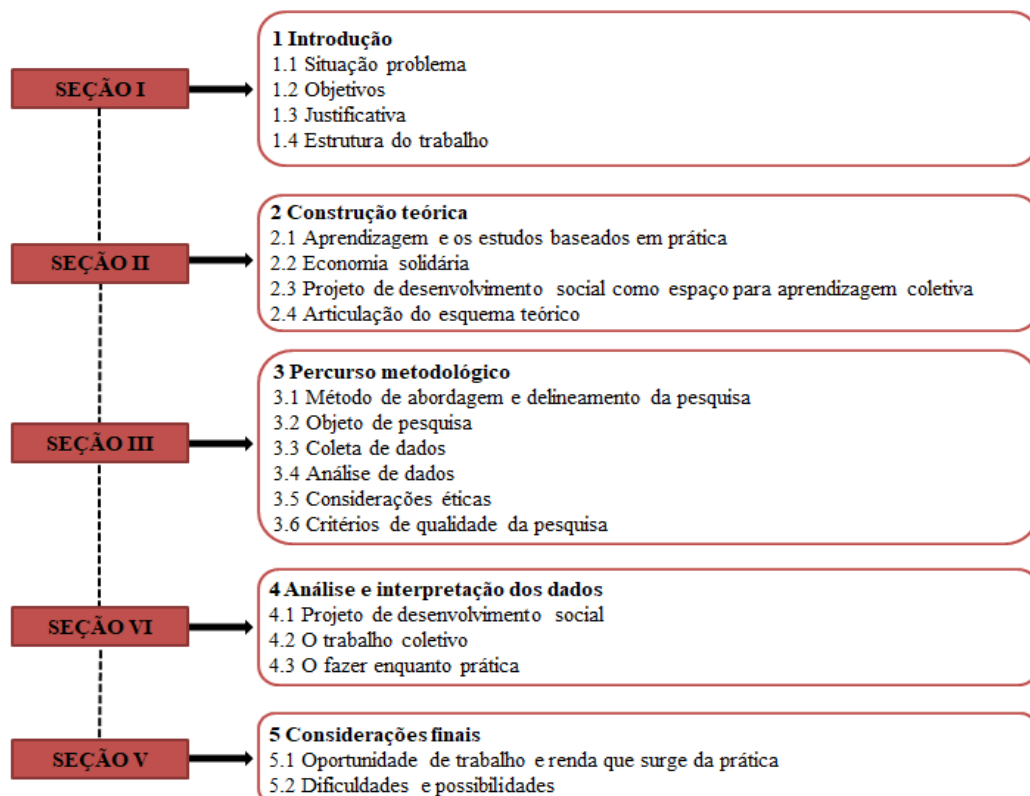 SEÇÃO I
1 Introdução
1.1 Situação problema
1.2 Objetivos
1.3 Justificativa
1.4 Estrutura do trabalho
SEÇÃO II
2 Construção teórica
2.1 Aprendizagem e os estudos baseados em prática
2.2 Economia solidária
2.3 Projeto de desenvolvimento social como espaço para aprendizagem coletiva
2.4 Articulação do esquema teórico
SEÇÃO III
3 Percurso metodológico
3.1 Método de abordagem e delineamento da pesquisa
3.2 Objeto de pesquisa
3.3 Coleta de dados
3.4 Análise de dados
3.5 Considerações éticas
3.6 Critérios de qualidade da pesquisa
SEÇÃO VI
4 Análise e interpretação dos dados
4.1 Projeto de desenvolvimento social
4.2 O trabalho coletivo
4.3 O fazer enquanto prática
SEÇÃO V
5 Considerações finais
5.1 Oportunidade de trabalho e renda que surge da prática
5.2 Dificuldades e possibilidades